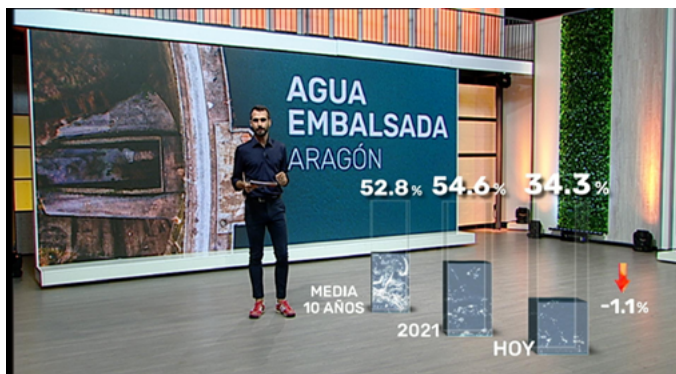 AGUA
EMBALSADA
ARAGÓN
52.8%
54.6%
34.3%
MEDIA
10 AÑOS
2021
HOY
-1.1%